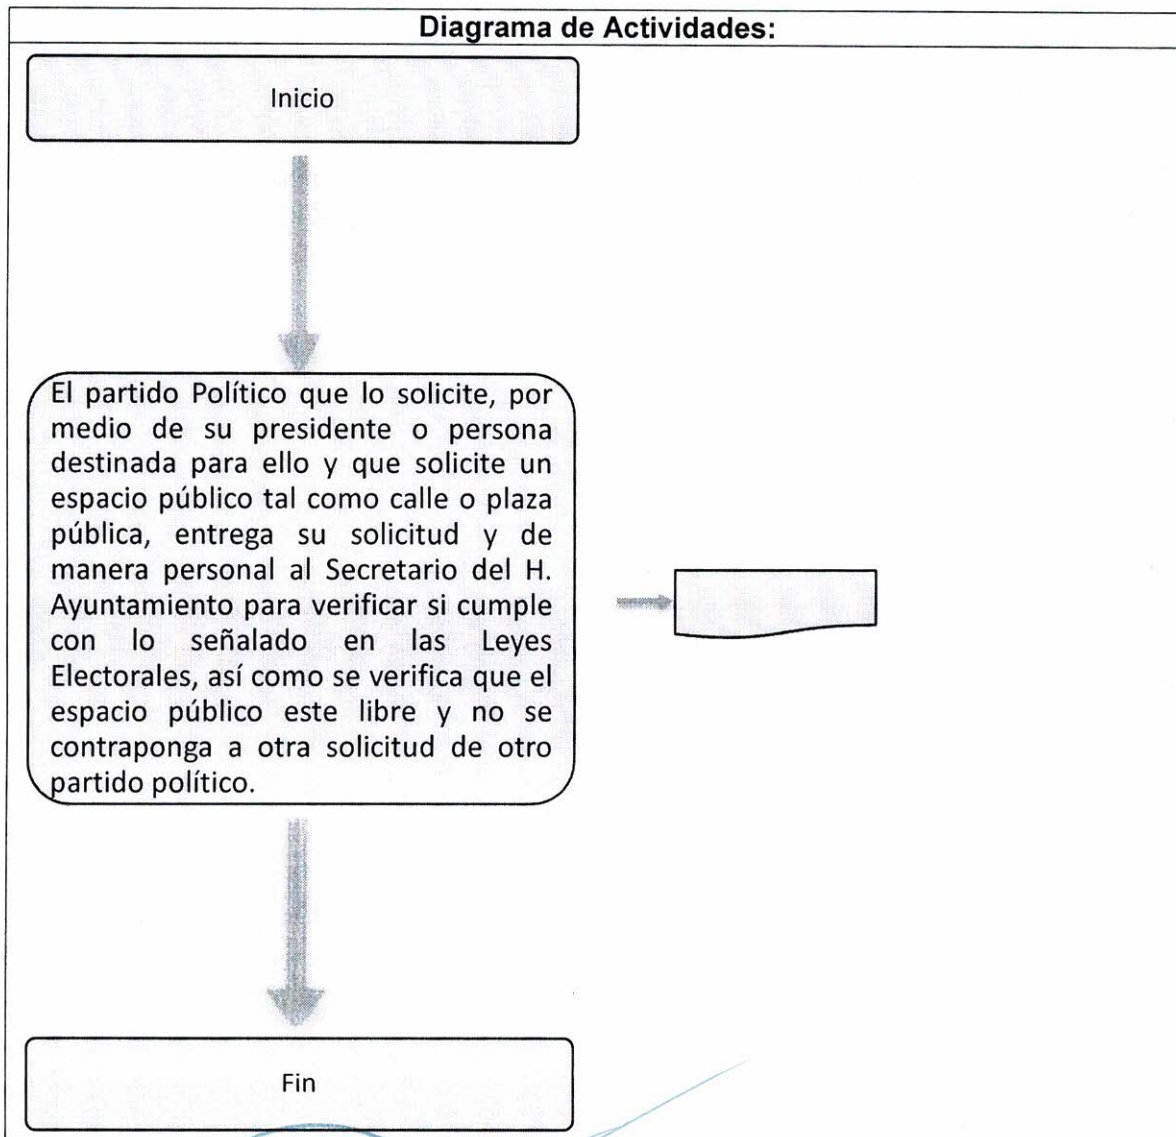 Diagrama de Actividades:
Inicio
El partido Político que lo solicite, por
medio de su presidente o persona
destinada para ello y que solicite un
espacio público tal como calle o plaza
pública, entrega su solicitud y de
manera personal al Secretario del H.
Ayuntamiento para verificar si cumple
con lo señalado en las Leyes
Electorales, así como se verifica que el
espacio público este libre y no se
contraponga a otra solicitud de otro
partido político.
Fin